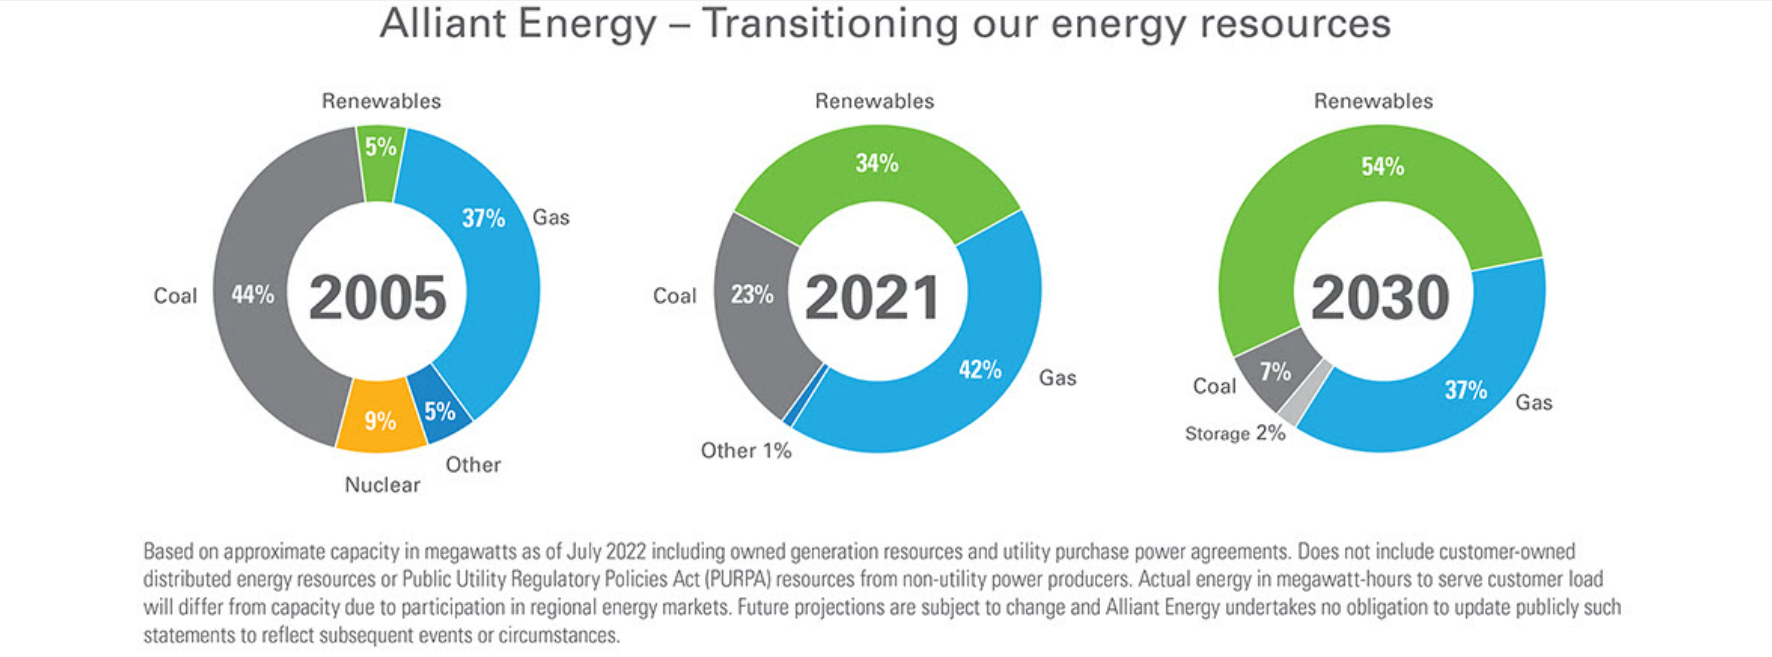 Alliant Energy – Transitioning our energy resources
Renewables
5%
37%
Gas
Coal
44%
2005
9%
5%
Other
Nuclear
Renewables
34%
Coal
23%
2021
42%
Gas
Other 1%
Renewables
54%
2030
Coal
7%
37%
Gas
Storage 2%
Based on approximate capacity in megawatts as of July 2022 including owned generation resources and utility purchase power agreements. Does not include customer-owned
distributed energy resources or Public Utility Regulatory Policies Act (PURPA) resources from non-utility power producers. Actual energy in megawatt-hours to serve customer load
will differ from capacity due to participation in regional energy markets. Future projections are subject to change and Alliant Energy undertakes no obligation to update publicly such
statements to reflect subsequent events or circumstances.